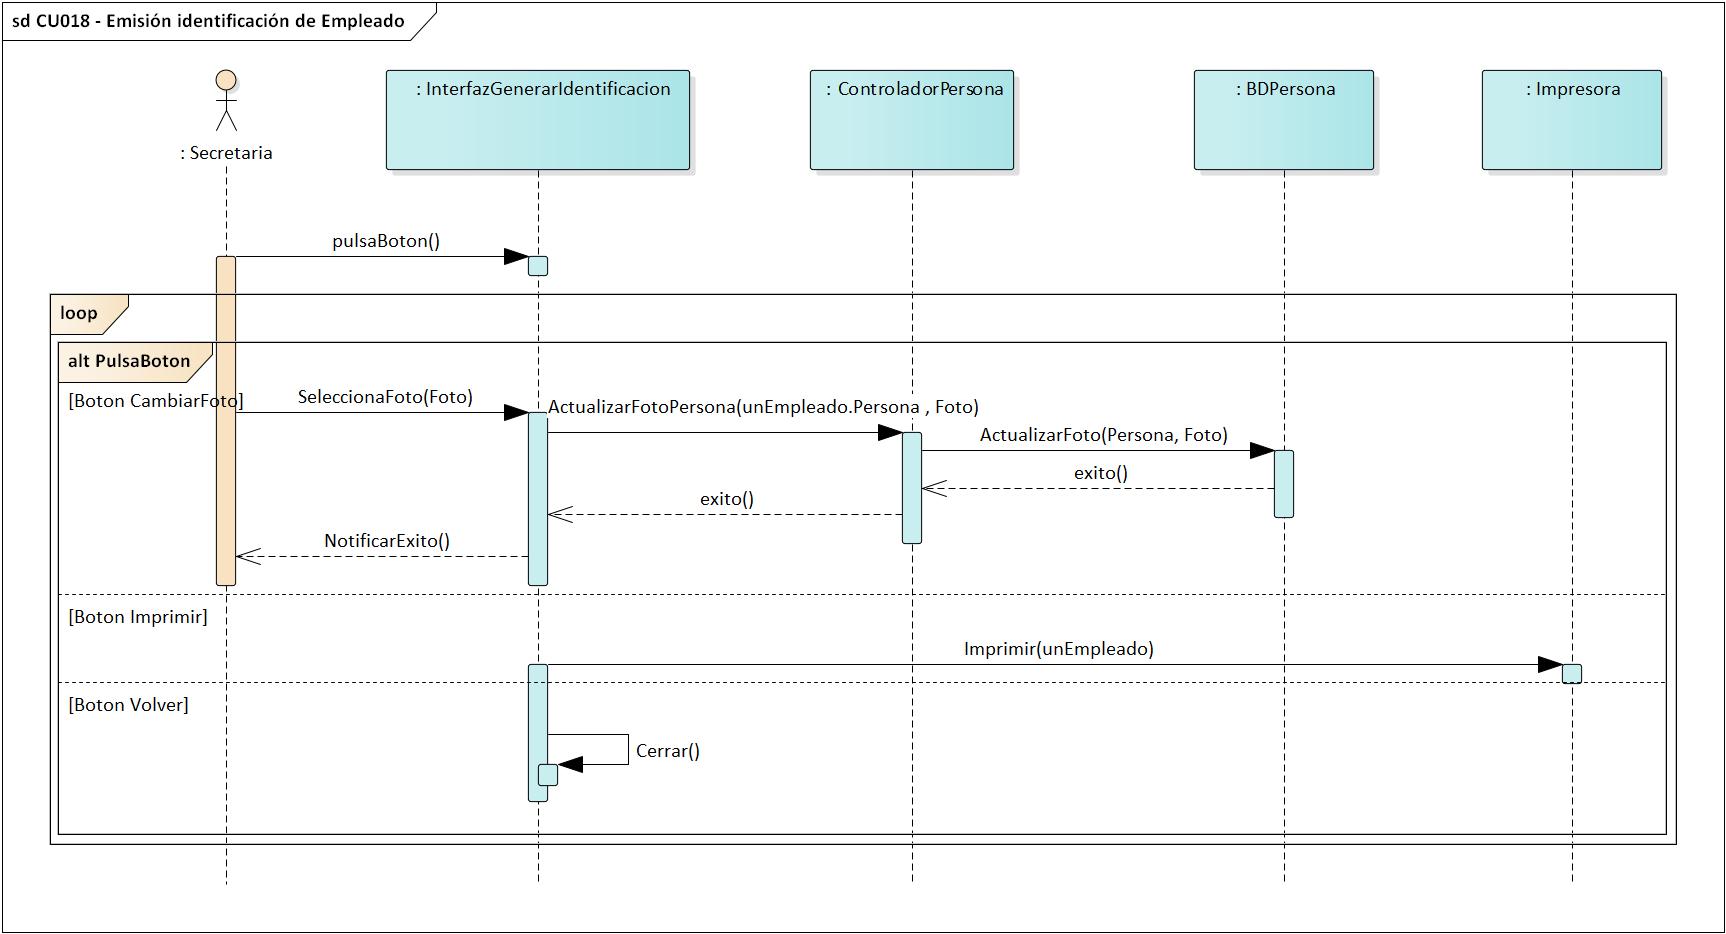 sd CU018 - Emisión identificación de Empleado
: Secretaria
: InterfazGenerarIdentificacion
: ControladorPersona
: BDPersona
: Impresora
pulsaBoton()
loop
alt PulsaBoton
[Boton CambiarFoto]
SeleccionaFoto(Foto)
ActualizarFotoPersona(unEmpleado.Persona , Foto)
ActualizarFoto(Persona, Foto)
exito()
exito()
NotificarExito()
[Boton Imprimir]
Imprimir(unEmpleado)
[Boton Volver]
Cerrar()